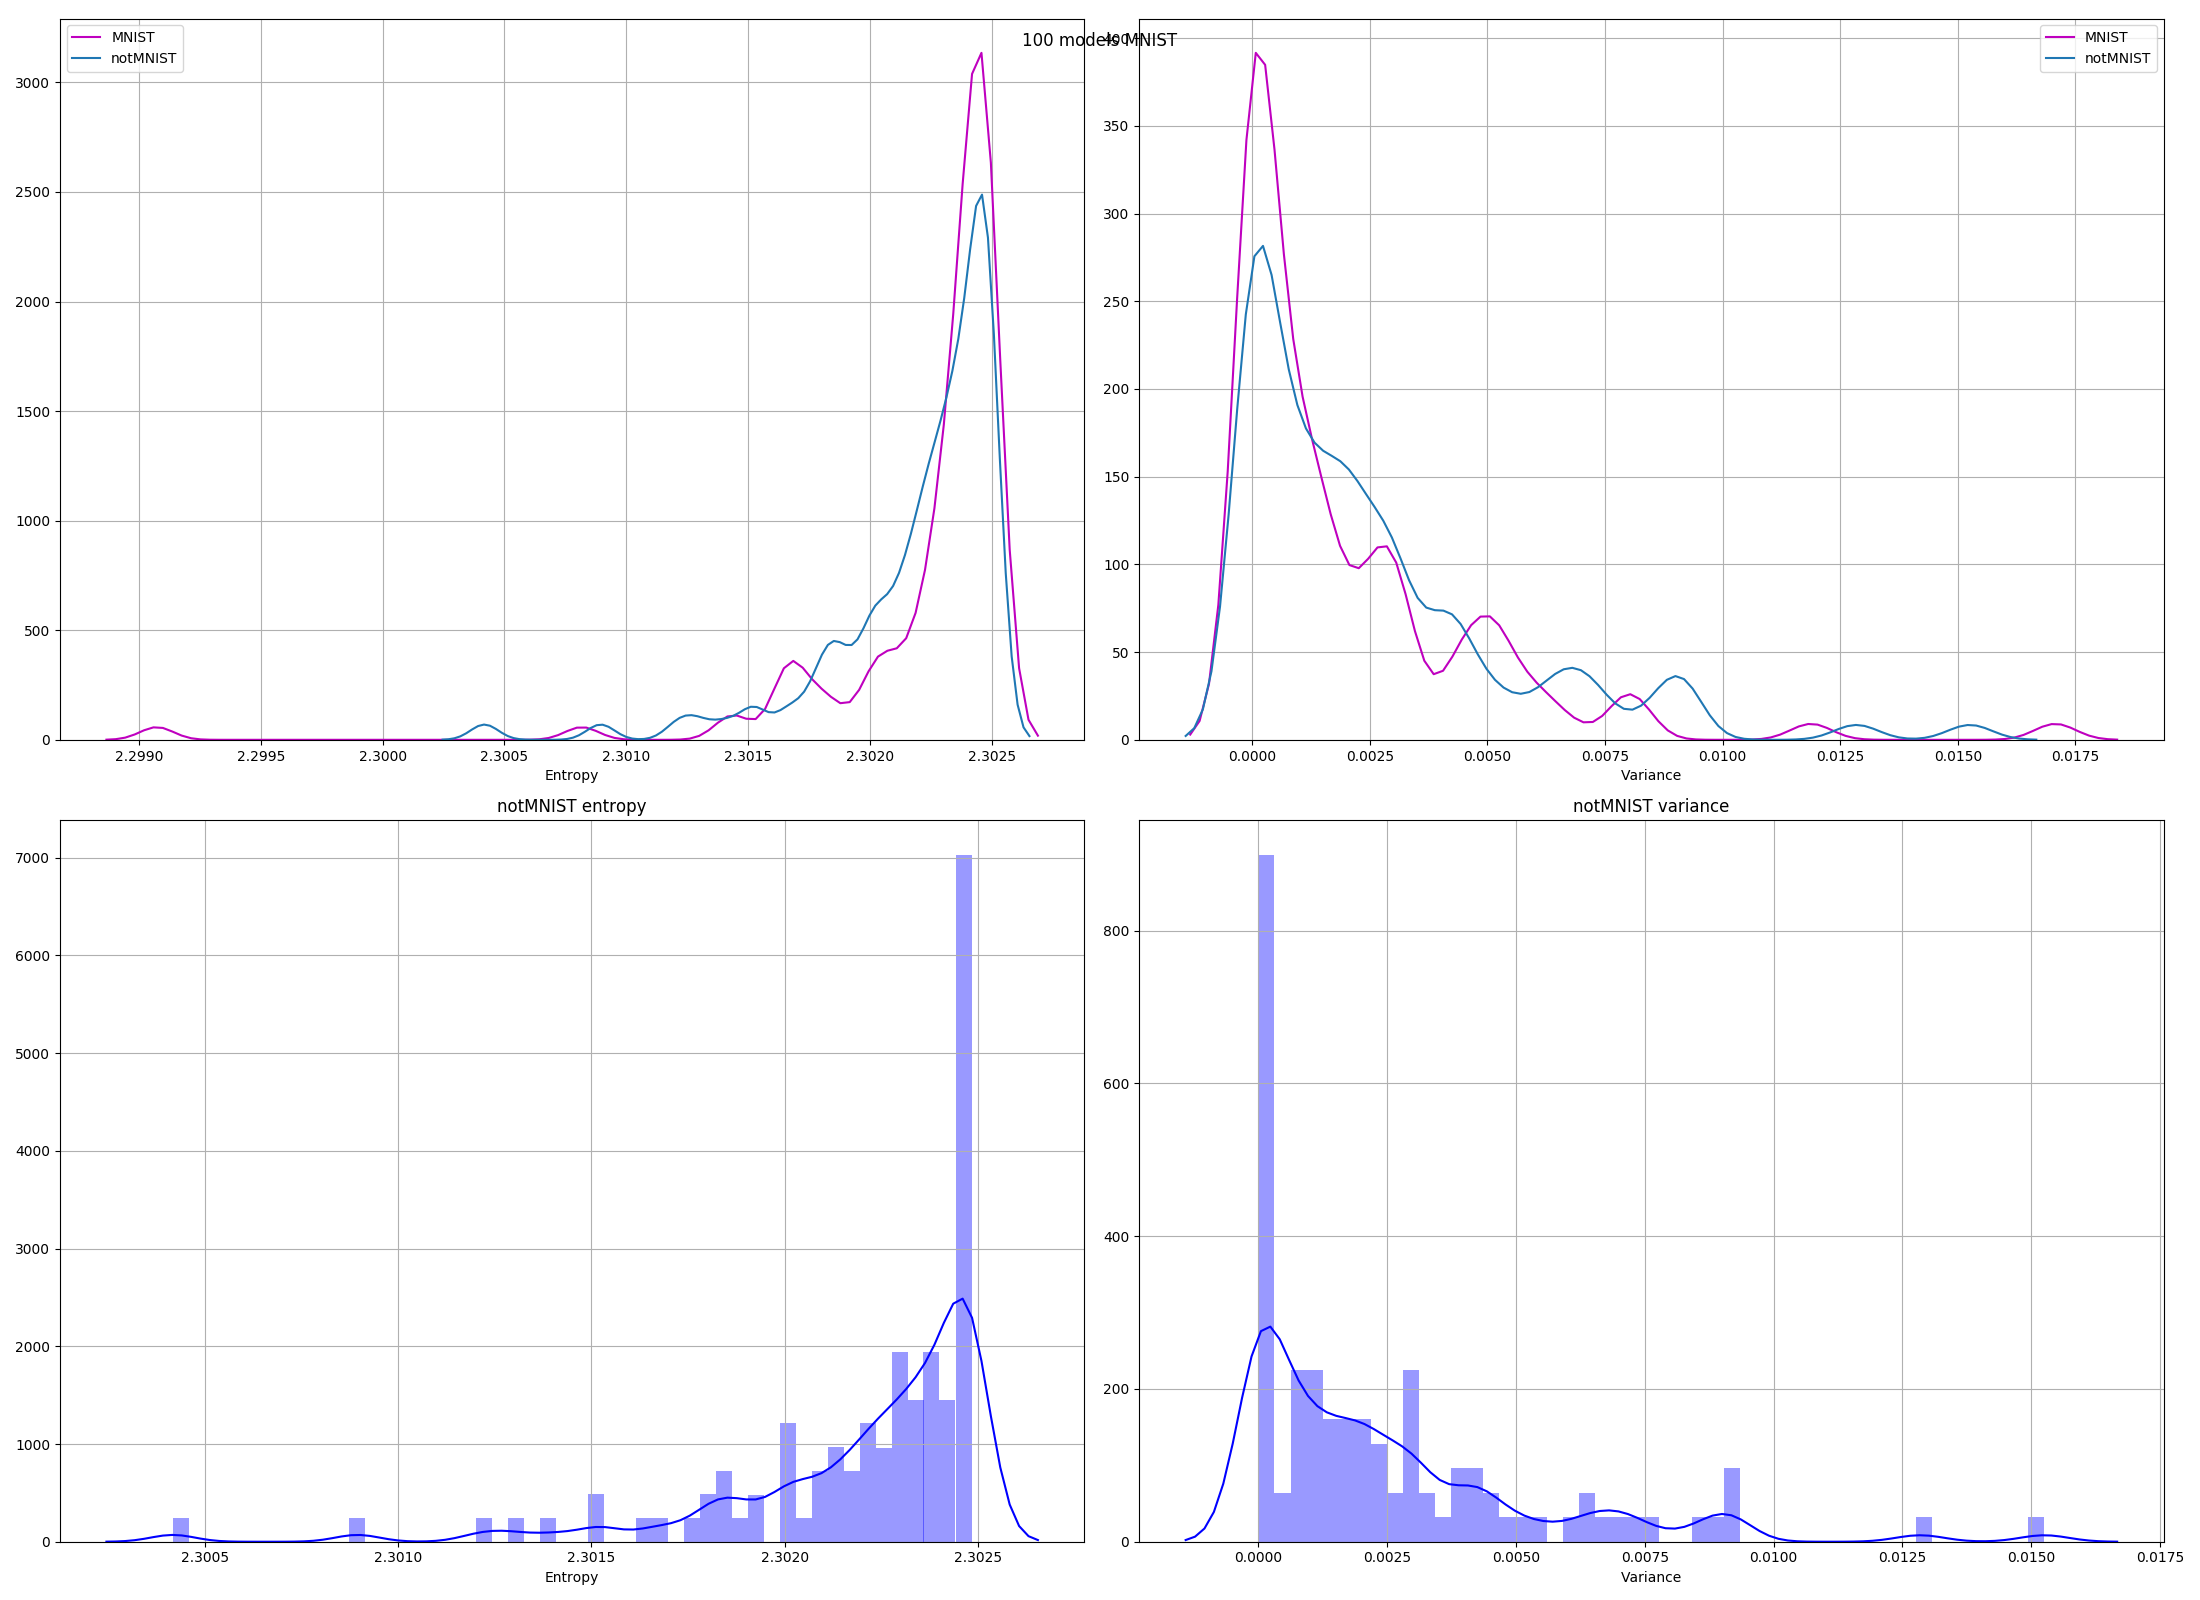 100 models MNIST
MNIST
notMNIST
3000
2500
2000
1500
1000
500
0
2.2990 2.2995 2.3000 2.3005 2.3010 2.3015 2.3020 2.3025
Entropy
MNIST
notMNIST
400
350
300
250
200
150
100
50
0
0.0000 0.0025 0.0050 0.0075 0.0100 0.0125 0.0150 0.0175
Variance
notMNIST entropy
7000
6000
5000
4000
3000
2000
1000
0
2.3005 2.3010 2.3015 2.3020 2.3025
Entropy
notMNIST variance
800
600
400
200
0
0.0000 0.0025 0.0050 0.0075 0.0100 0.0125 0.0150 0.0175
Variance